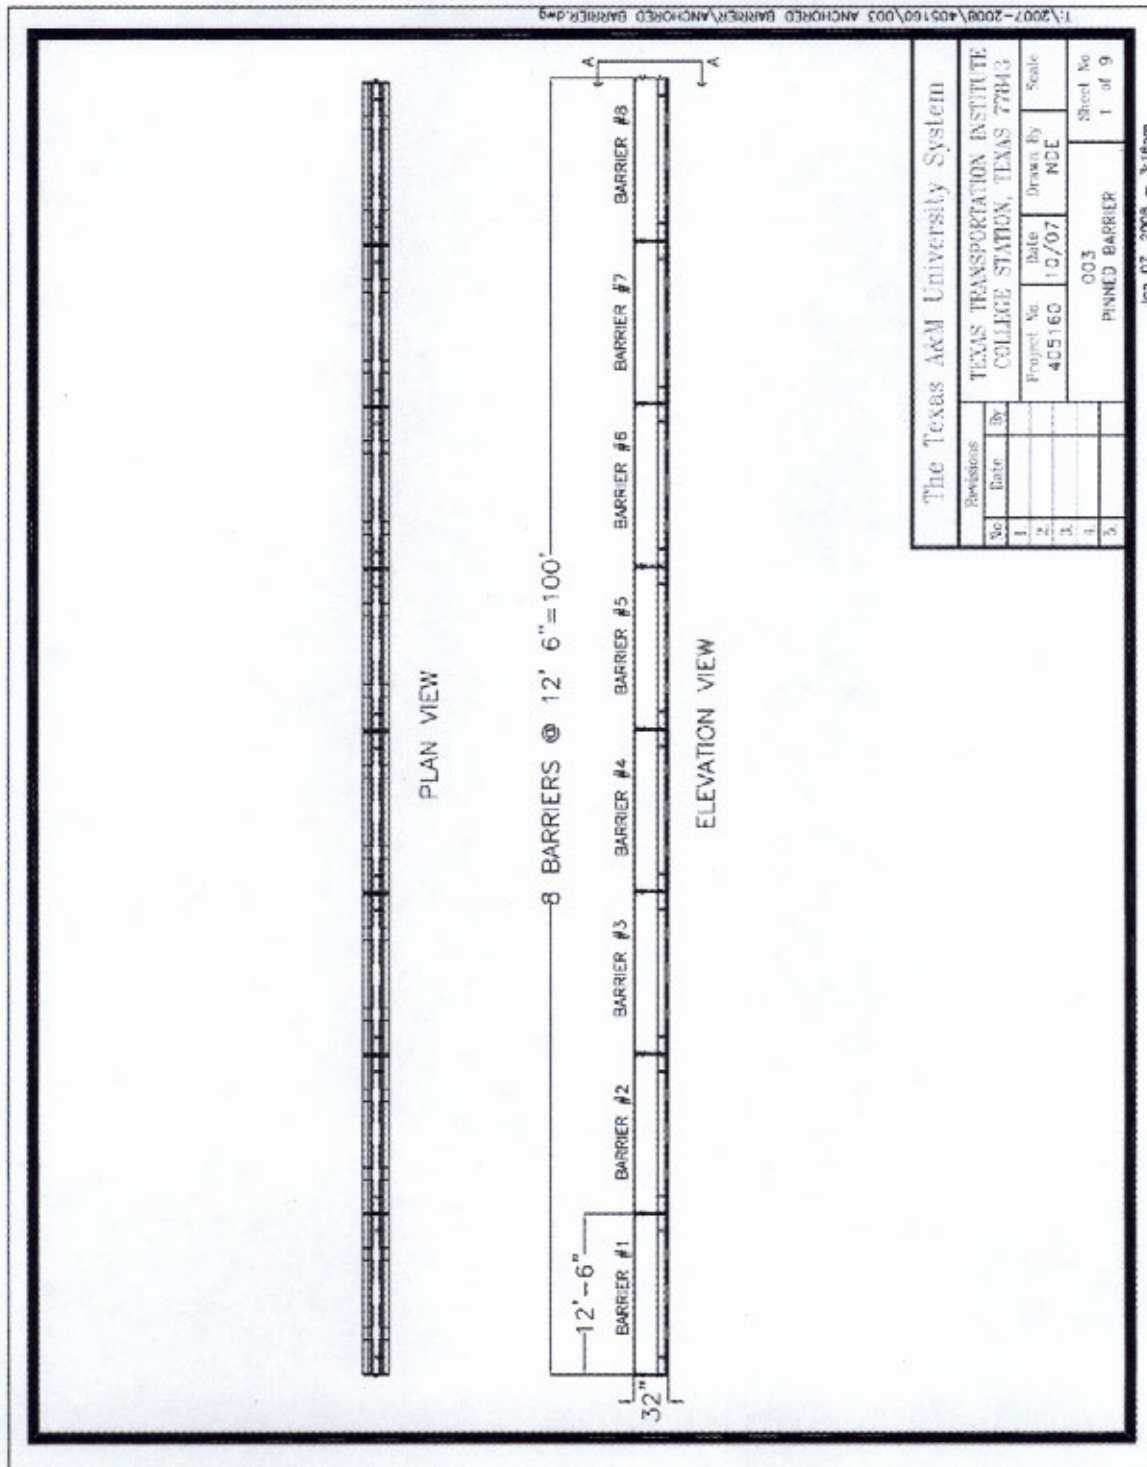 T:\2007-2008\405160\003 ANCHORED BARRIER\ANCHORED BARRIER.dwg
PLAN VIEW
8 BARRIERS @ 12' 6"=100'
12'-6"
BARRIER #1
BARRIER #2
BARRIER #3
BARRIER #4
BARRIER #5
BARRIER #6
BARRIER #7
BARRIER #8
A
A
32"
ELEVATION VIEW
The Texas A&M University System
Revisions
No. Date By
1.
2.
3.
4.
5.
TEXAS TRANSPORTATION INSTITUTE
COLLEGE STATION, TEXAS 77843
Project No. Date Drawn By Scale
405160 10/07 NDE
003
PINNED BARRIER
Sheet No.
1 of 9
2008